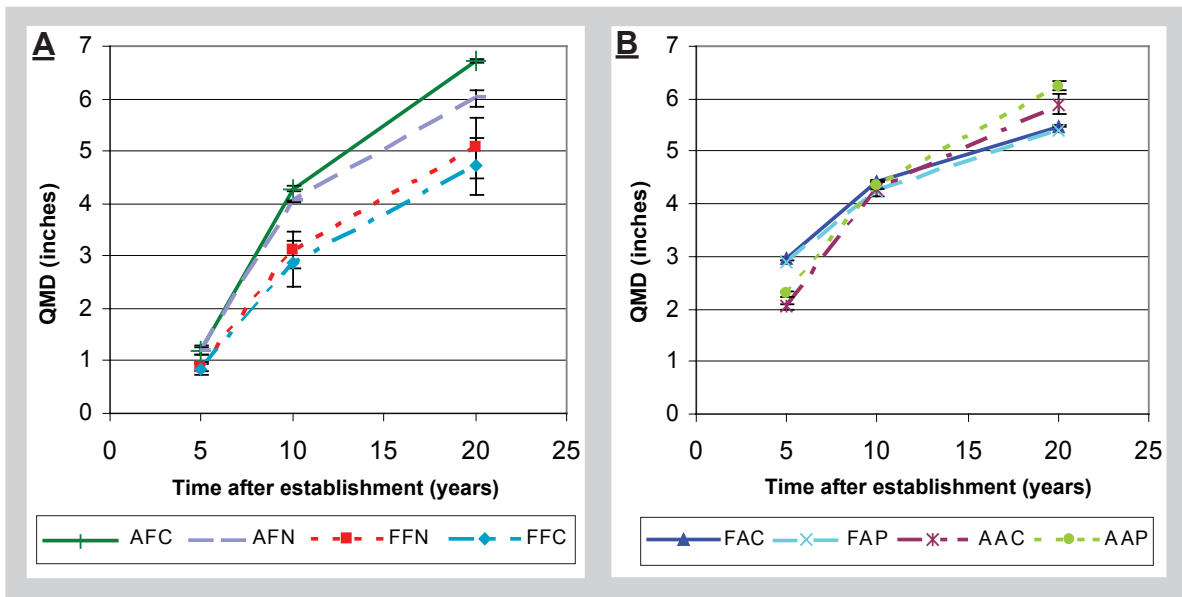 A
7
6
5
4
3
2
1
0
QMD (inches)
0 5 10 15 20 25
Time after establishment (years)
AFC AFN FFN FFC
B
7
6
5
4
3
2
1
0
QMD (inches)
0 5 10 15 20 25
Time after establishment (years)
FAC FAP AAC AAP